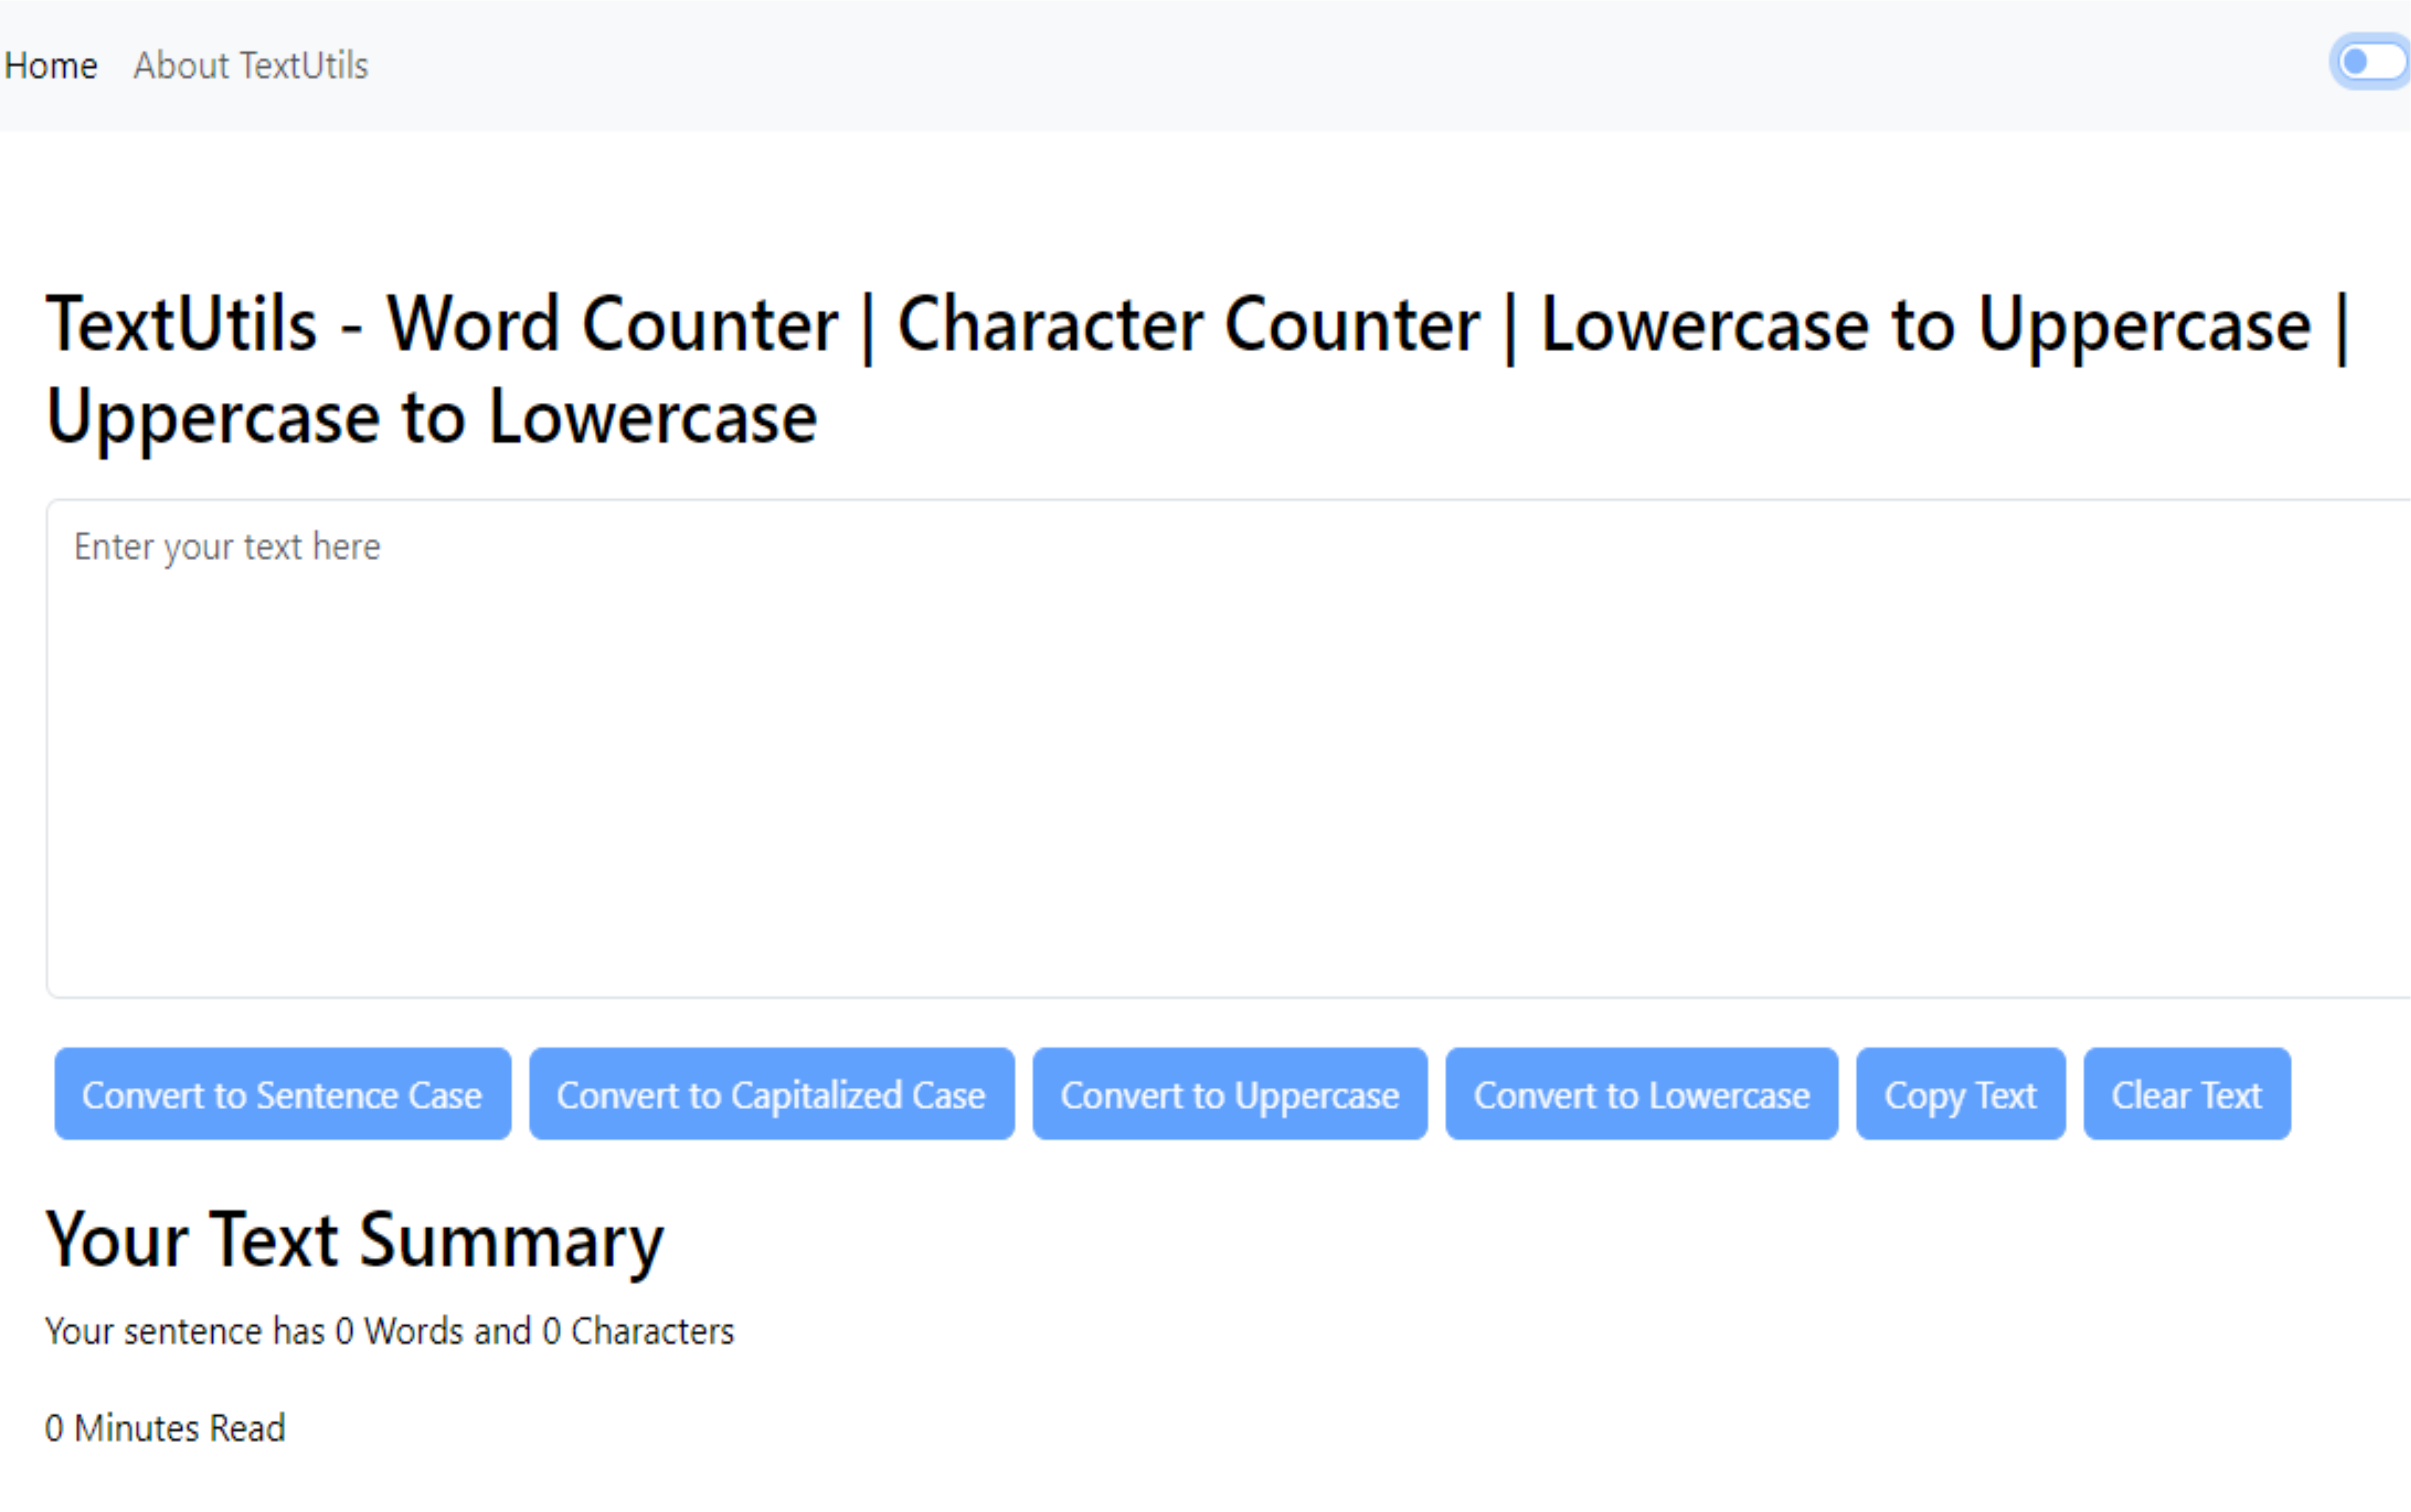 Home About TextUtils
TextUtils - Word Counter | Character Counter | Lowercase to Uppercase |
Uppercase to Lowercase
Enter your text here
Convert to Sentence Case Convert to Capitalized Case Convert to Uppercase Convert to Lowercase Copy Text Clear Text
Your Text Summary
Your sentence has 0 Words and 0 Characters
0 Minutes Read